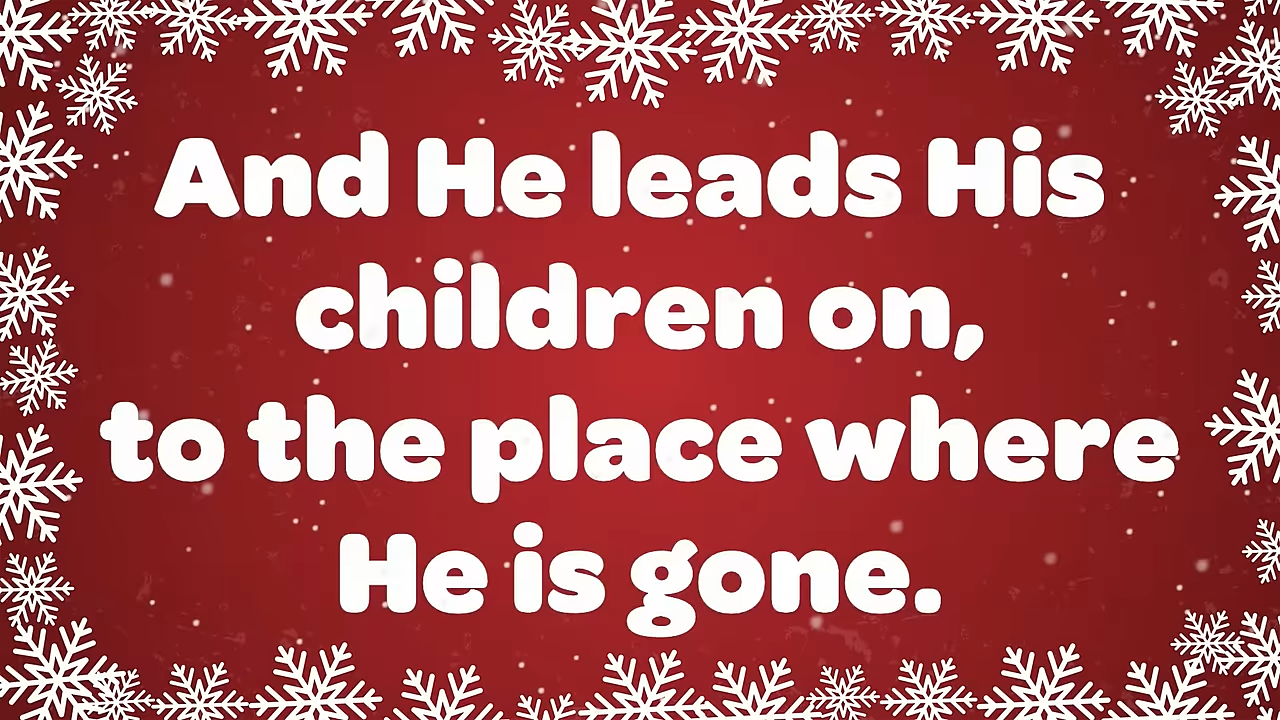 And He leads His
children on,
to the place where
He is gone.